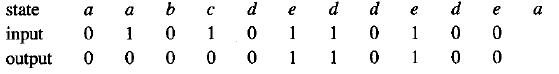 state a a b c d e d d e d e a
input 0 1 0 1 0 1 1 0 1 0 0
output 0 0 0 0 0 1 1 0 1 0 0